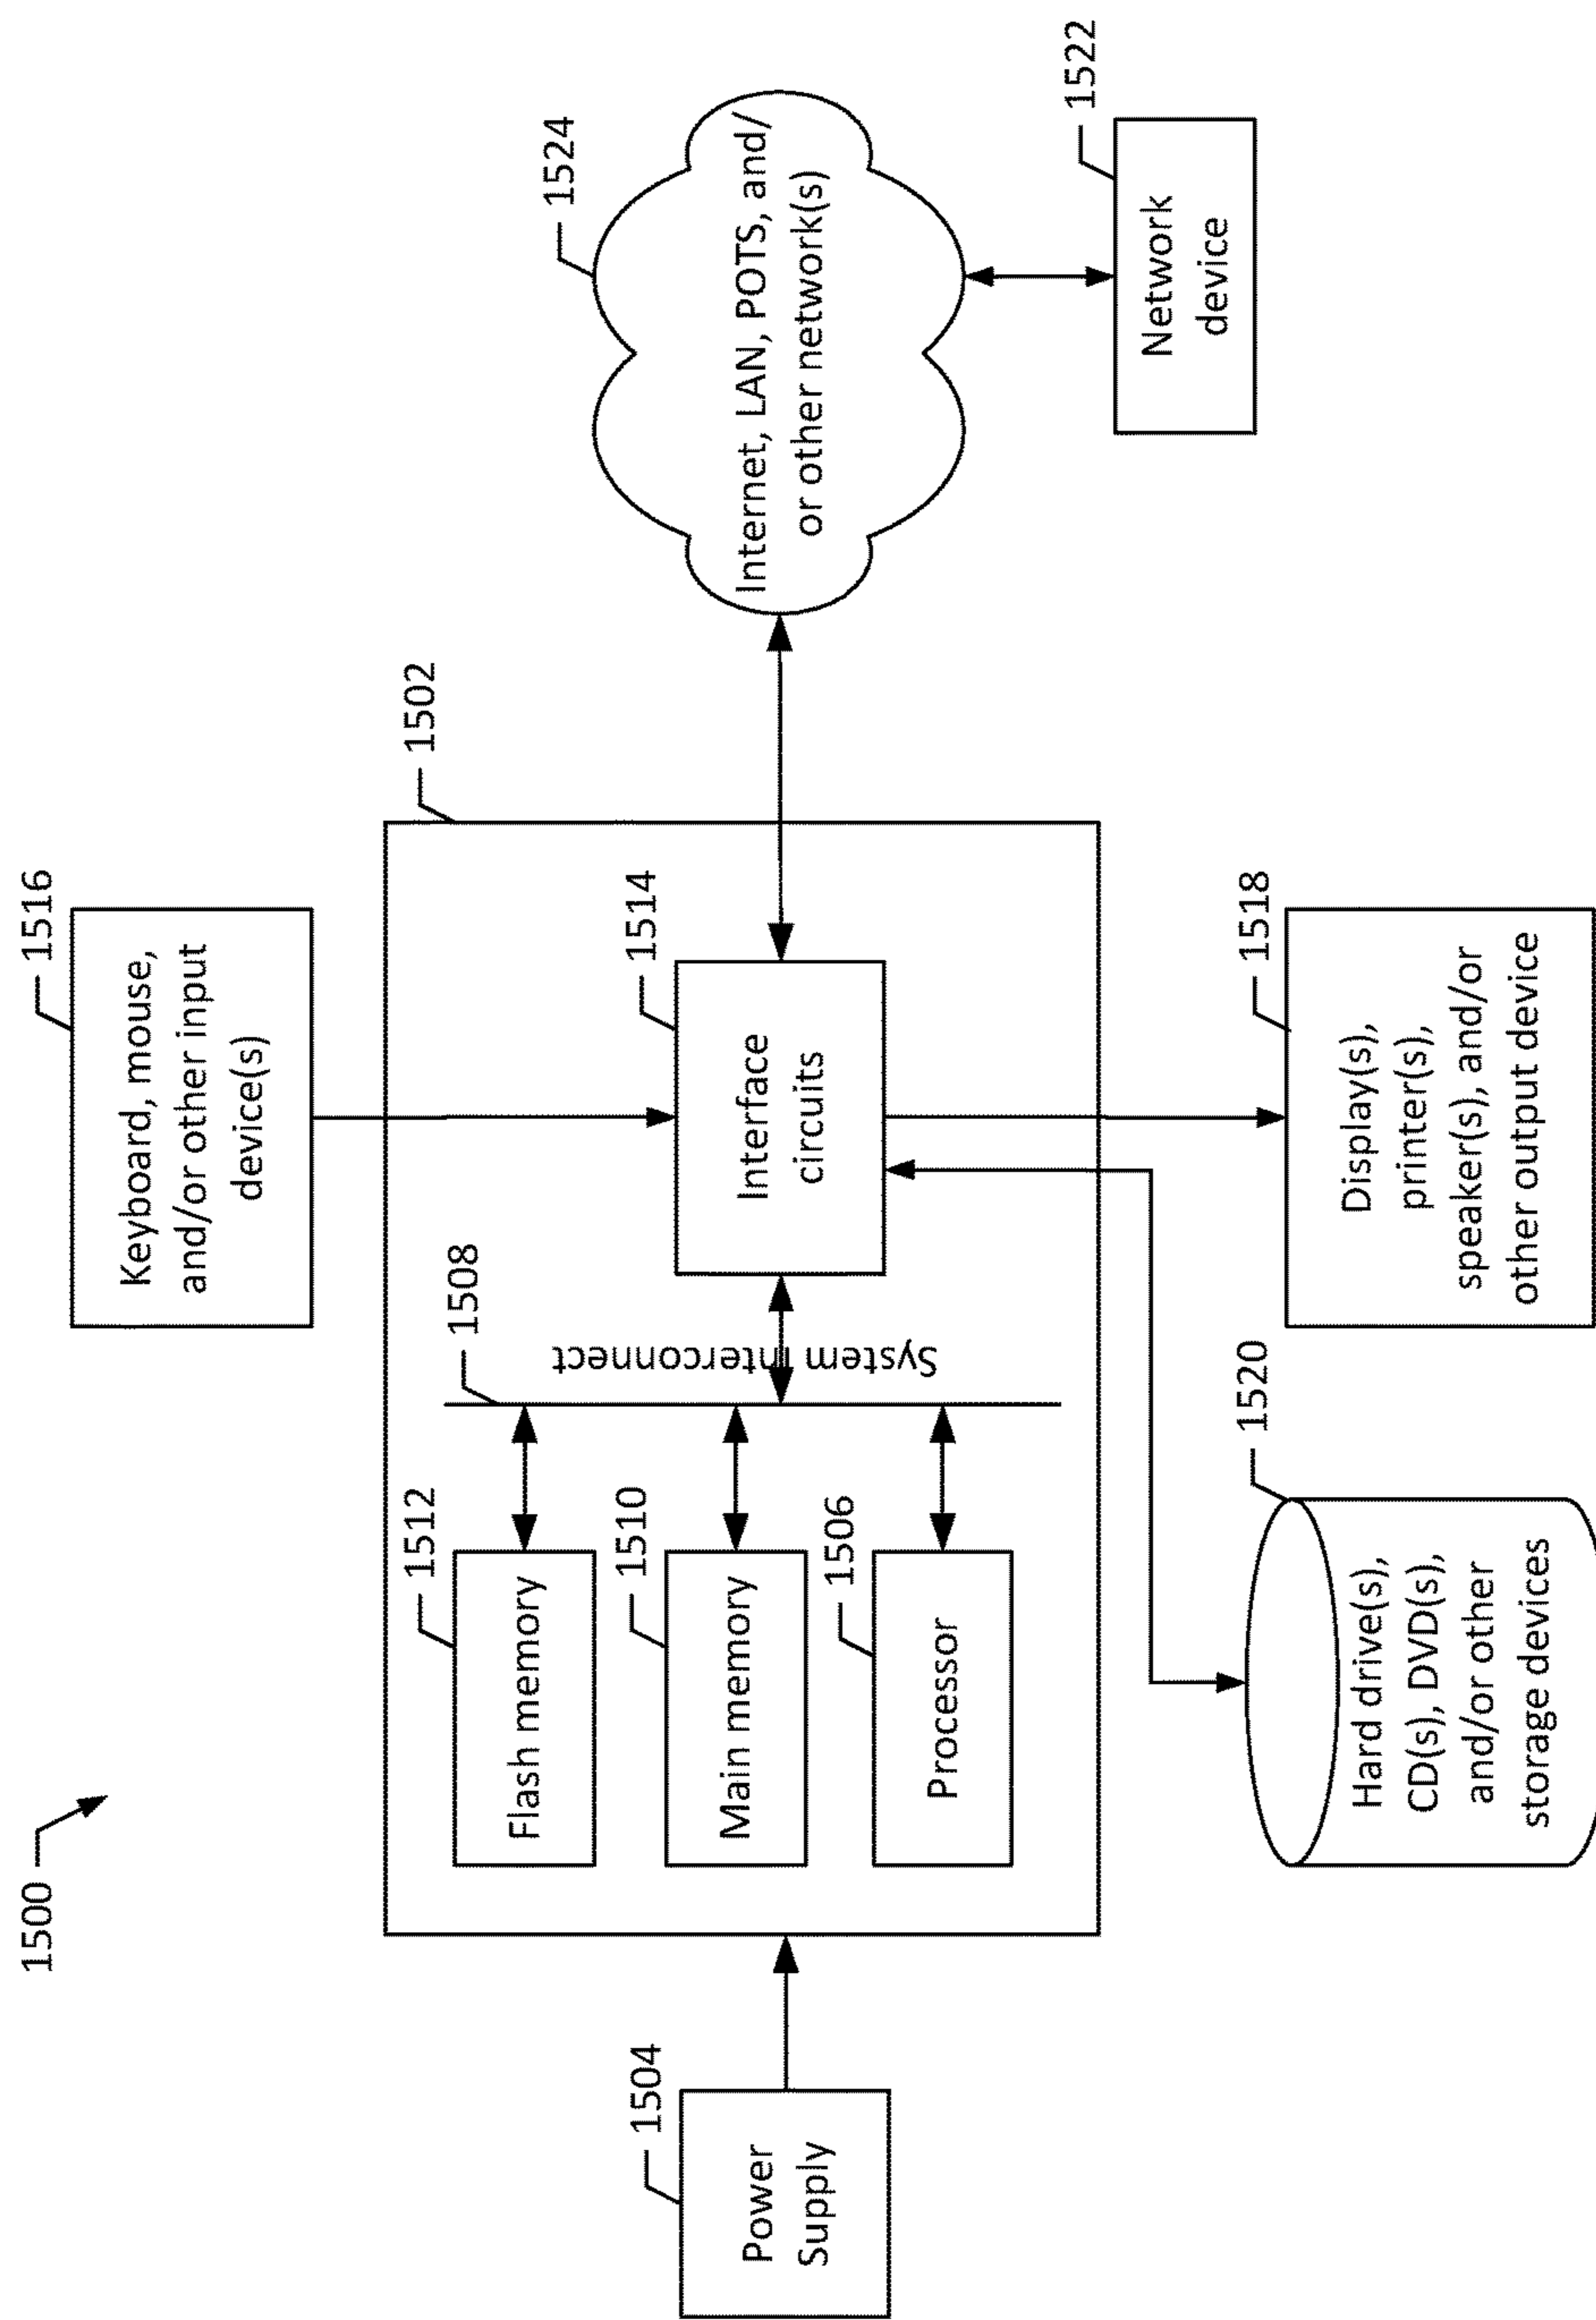 1500
1516
Keyboard, mouse,
and/or other input
device(s)
1502
1504
Power
Supply
1512
Flash memory
1510
Main memory
1506
Processor
1508
System Interconnect
1514
Interface
circuits
1524
Internet, LAN, POTS, and/
or other network(s)
1522
Network
device
1520
Hard drive(s),
CD(s), DVD(s),
and/or other
storage devices
1518
Display(s),
printer(s),
speaker(s), and/or
other output device